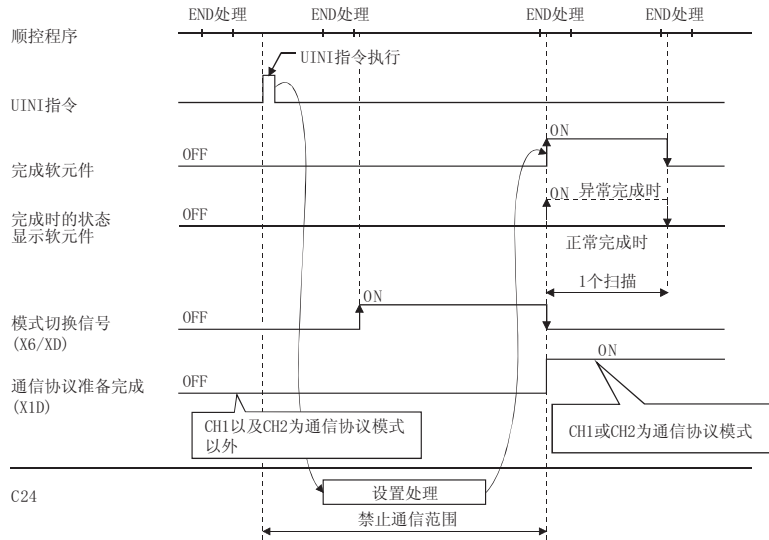 END处理 END处理 END处理 END处理
顺控程序
UINI指令执行
UINI指令
ON
OFF
完成软元件
ON 异常完成时
OFF
完成时的状态
显示软元件
正常完成时
1个扫描
ON
OFF
模式切换信号
(X6/XD)
ON
OFF
通信协议准备完成
(X1D)
CH1以及CH2为通信协议模式
以外
CH1或CH2为通信协议模式
C24
设置处理
禁止通信范围